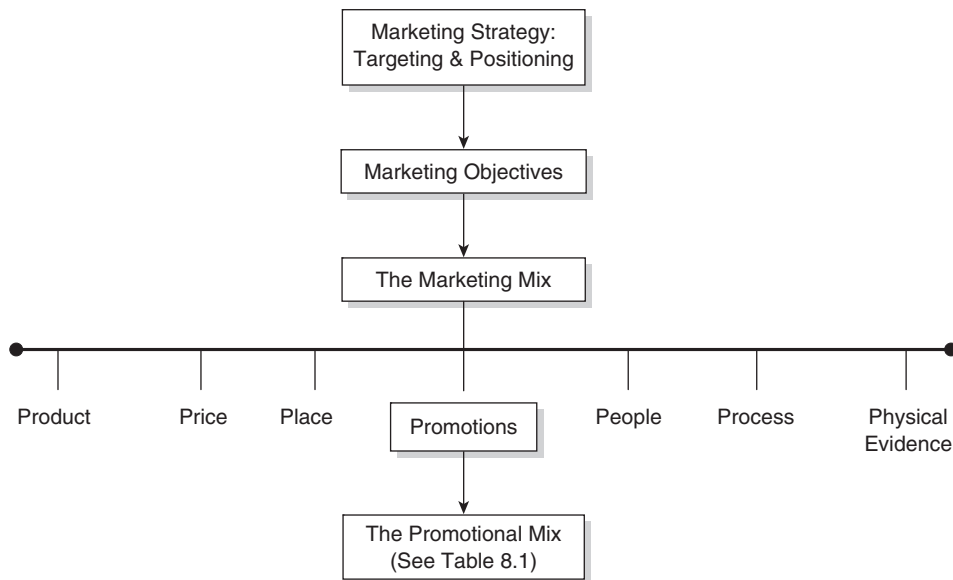 Marketing Strategy:
Targeting & Positioning
Marketing Objectives
The Marketing Mix
Product
Price
Place
Promotions
People
Process
Physical
Evidence
The Promotional Mix
(See Table 8.1)